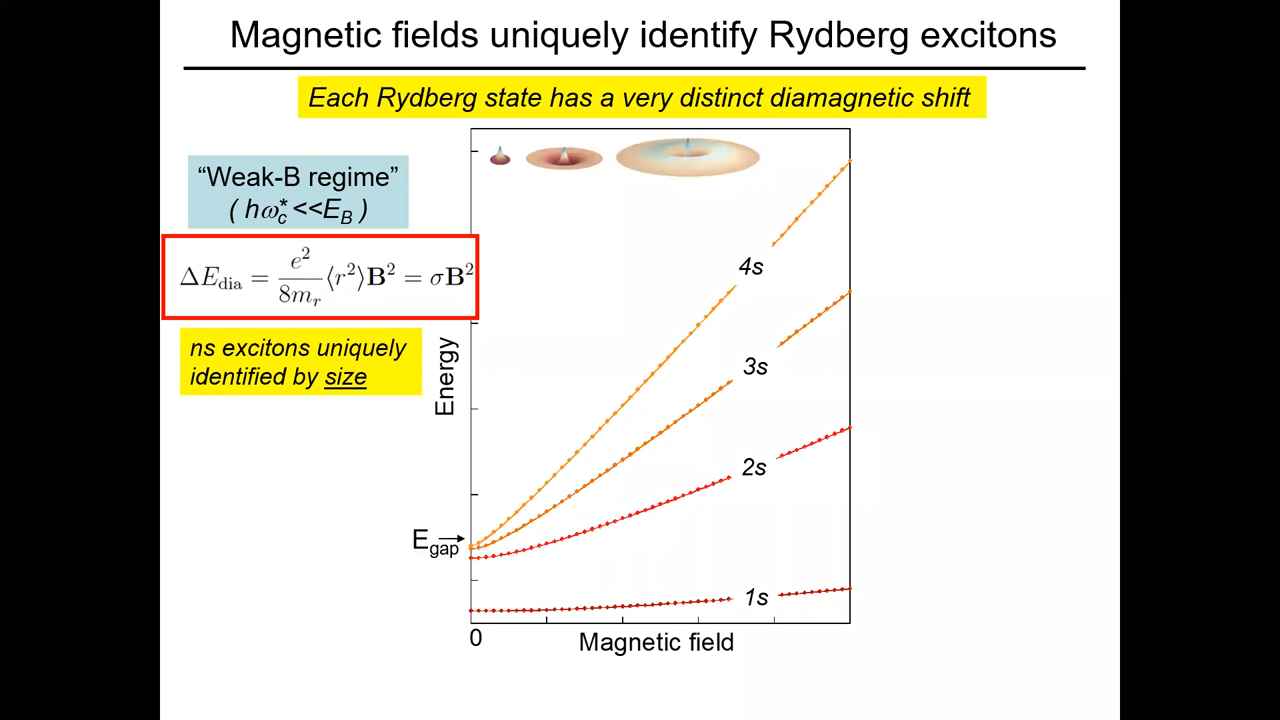 Magnetic fields uniquely identify Rydberg excitons
Each Rydberg state has a very distinct diamagnetic shift
“Weak-B regime”
( hω*c <<EB )
ΔEdia = e²/8mr ⟨r²⟩B² = σB²
ns excitons uniquely
identified by size
Energy
Egap
4s
3s
2s
1s
0
Magnetic field